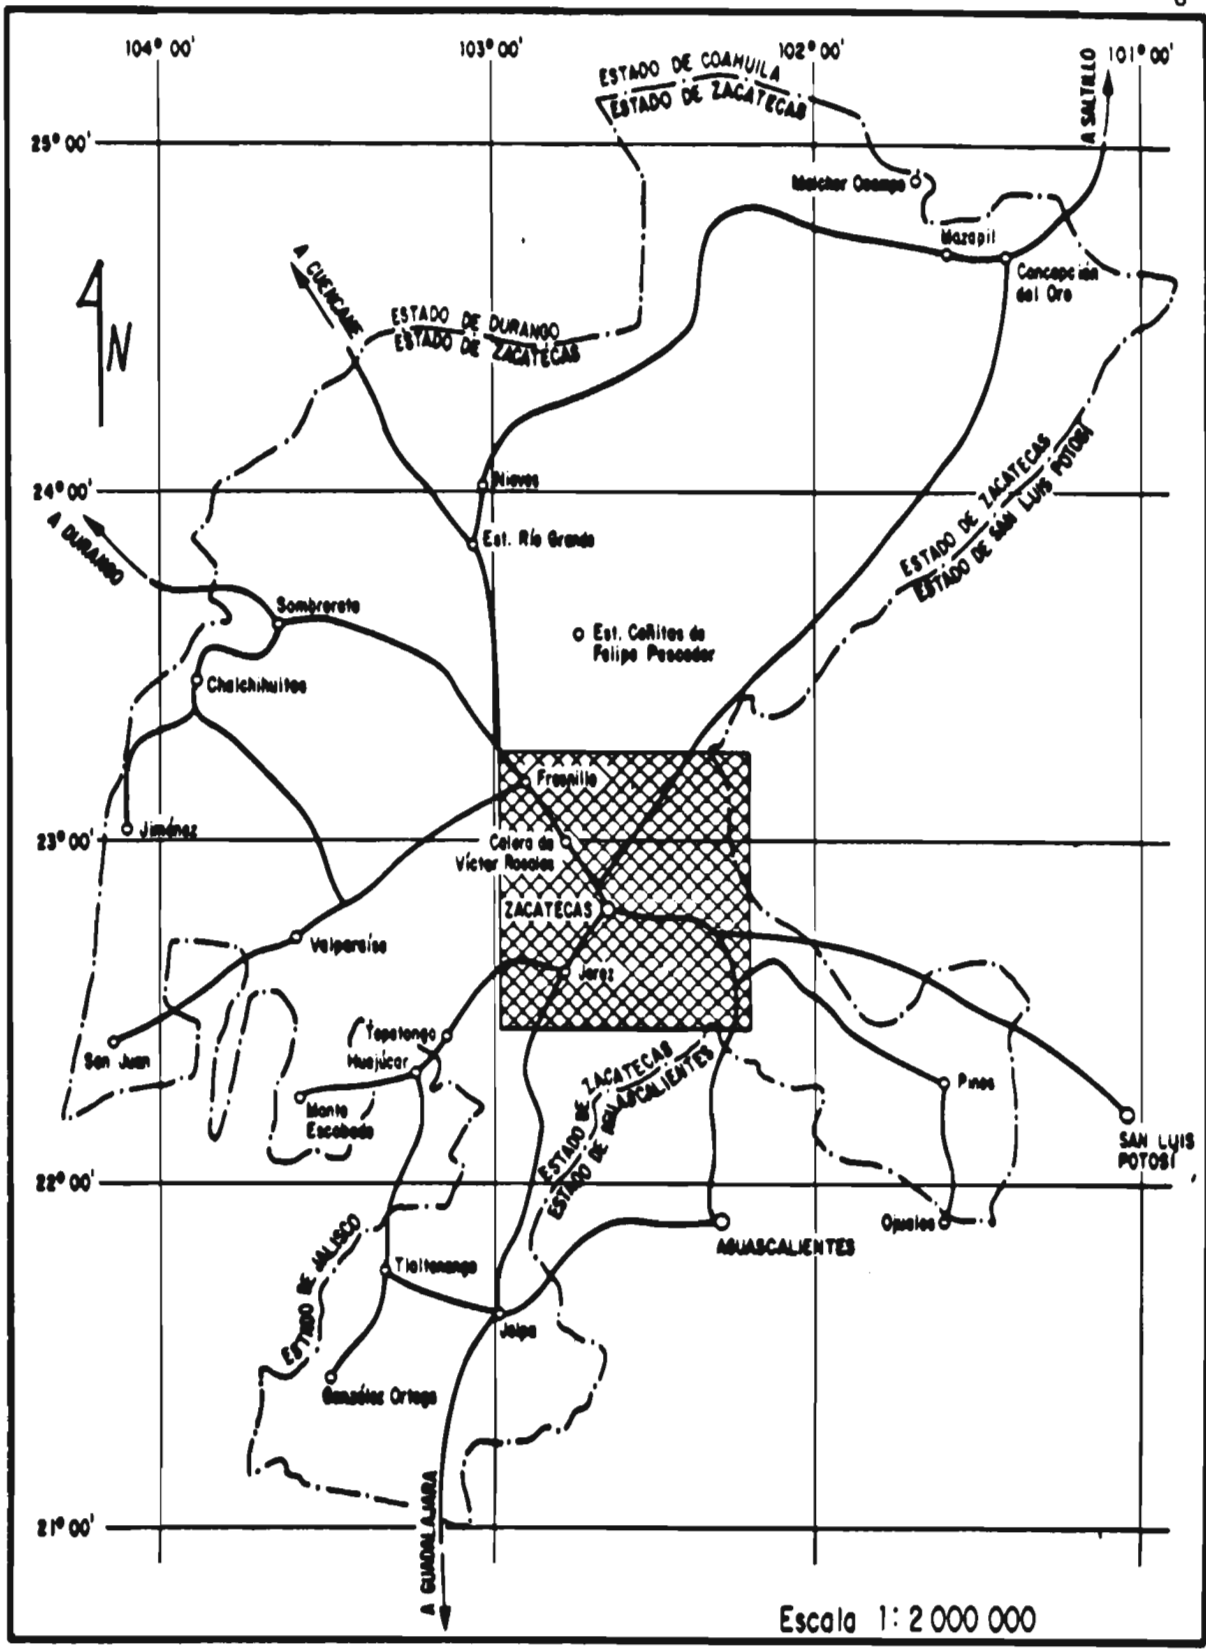 104° 00'
103° 00'
102° 00'
101° 00'
ESTADO DE COAHUILA
ESTADO DE ZACATECAS
A SALTILLO
25° 00'
Melchor Ocampo
Mazapil
Concepción
del Oro
A CUENCAME
N
ESTADO DE DURANGO
ESTADO DE ZACATECAS
ESTADO DE ZACATECAS
ESTADO DE SAN LUIS POTOSÍ
24° 00'
Nieves
A DURANGO
Est. Río Grande
Sombrerete
Est. Cañitas de
Felipe Pescador
Chalchihuites
Fresnillo
Jiménez
23° 00'
Calera de
Víctor Rosales
ZACATECAS
Valparaíso
Jerez
Tepetongo
Huejúcar
San Juan
Monte
Escobedo
ESTADO DE ZACATECAS
ESTADO DE AGUASCALIENTES
Pinos
SAN LUIS
POTOSÍ
22° 00'
Ojuelos
AGUASCALIENTES
ESTADO DE JALISCO
Tlaltenango
Jalpa
González Ortega
A GUADALAJARA
21° 00'
Escala 1: 2 000 000